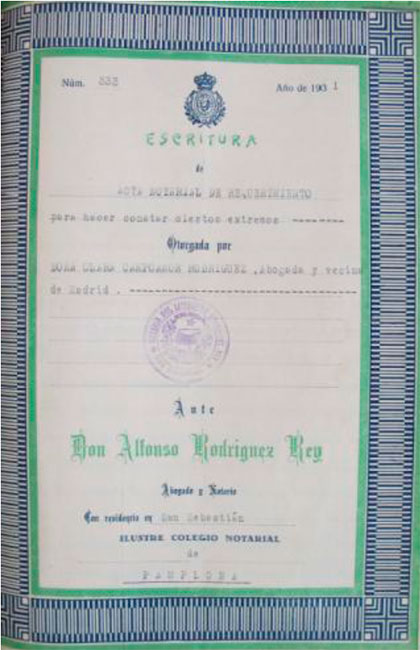 Núm. 333
Año de 1931
ESCRITURA
de
ACTA NOTARIAL DE REQUERIMIENTO
para hacer constar ciertos extremos --------
Otorgada por
DOÑA CLARA CAMPOAMOR RODRIGUEZ ,Abogada y vecina
de Madrid .------------------------------
Ante
Don Alfonso Rodriguez Rey
Abogado y Notario
Con residencia en San Sebastián
ILUSTRE COLEGIO NOTARIAL
de
PAMPLONA